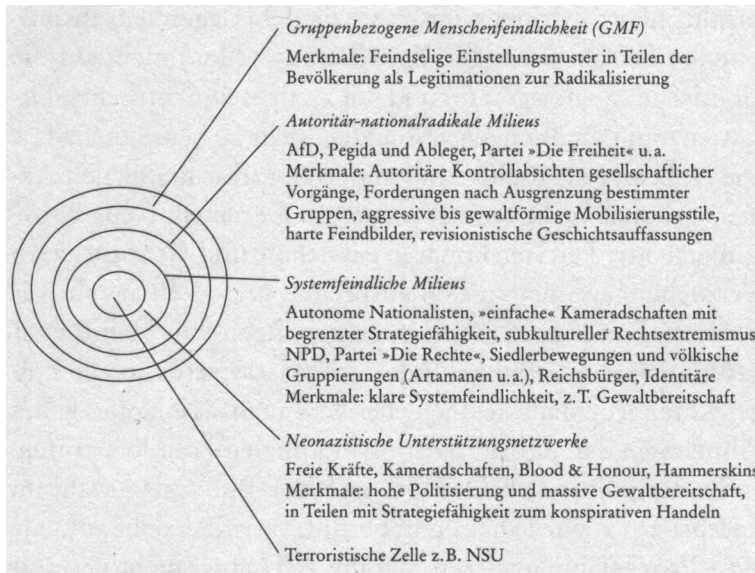 Gruppenbezogene Menschenfeindlichkeit (GMF)
Merkmale: Feindselige Einstellungsmuster in Teilen der
Bevölkerung als Legitimationen zur Radikalisierung
Autoritär-nationalradikale Milieus
AfD, Pegida und Ableger, Partei »Die Freiheit« u.a.
Merkmale: Autoritäre Kontrollabsichten gesellschaftlicher
Vorgänge, Forderungen nach Ausgrenzung bestimmter
Gruppen, aggressive bis gewaltförmige Mobilisierungsstile,
harte Feindbilder, revisionistische Geschichtsauffassungen
Systemfeindliche Milieus
Autonome Nationalisten, »einfache« Kameradschaften mit
begrenzter Strategiefähigkeit, subkultureller Rechtsextremismus
NPD, Partei »Die Rechte«, Siedlerbewegungen und völkische
Gruppierungen (Artamanen u.a.), Reichsbürger, Identitäre
Merkmale: klare Systemfeindlichkeit, z.T. Gewaltbereitschaft
Neonazistische Unterstützungsnetzwerke
Freie Kräfte, Kameradschaften, Blood & Honour, Hammerskins
Merkmale: hohe Politisierung und massive Gewaltbereitschaft,
in Teilen mit Strategiefähigkeit zum konspirativen Handeln
Terroristische Zelle z.B. NSU